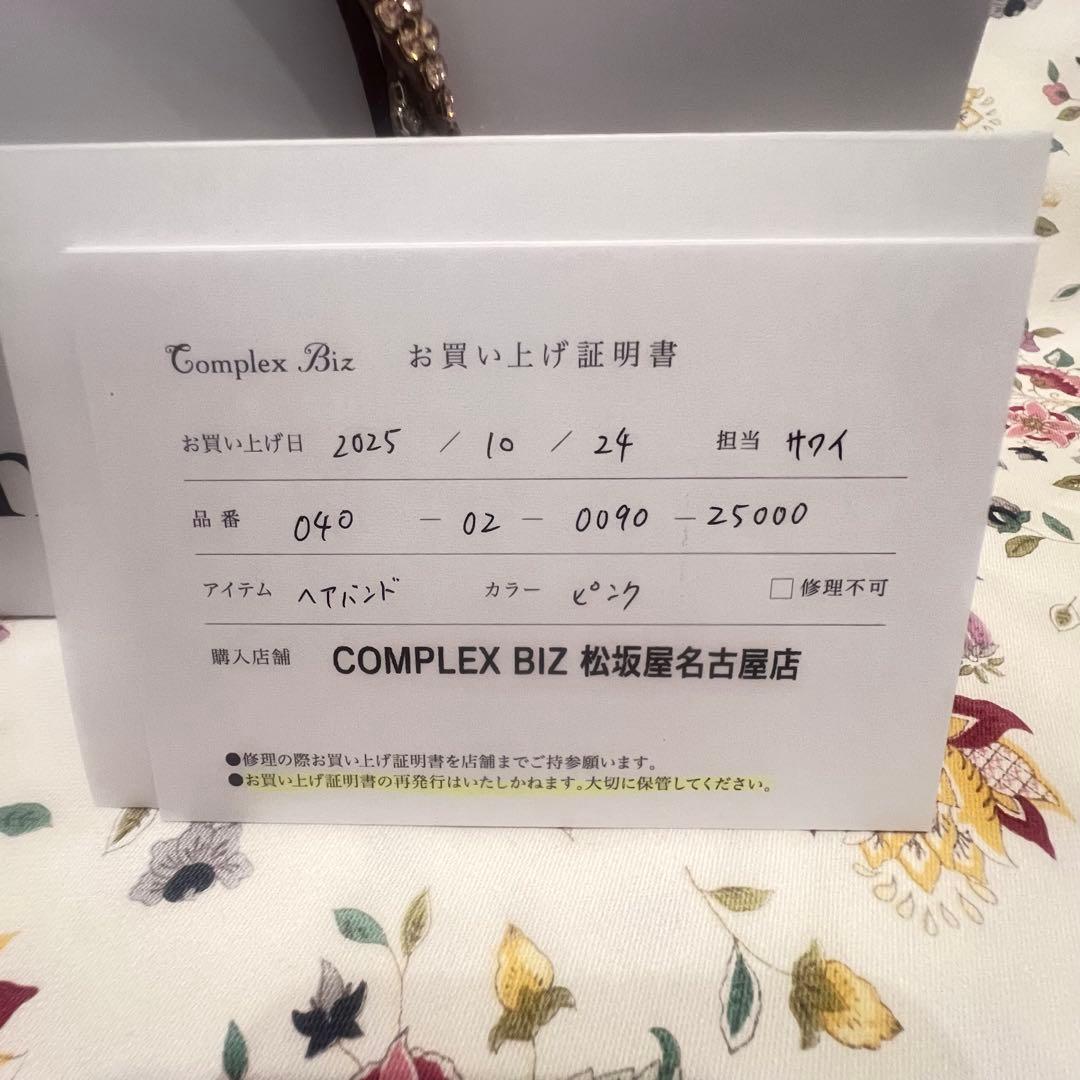 Complex Biz お買い上げ証明書
お買い上げ日 2025 / 10 / 24 担当 サワイ
品番 040 - 02 - 0090 - 25000
アイテム ヘアバンド カラー ピンク □修理不可
購入店舗 COMPLEX BIZ 松坂屋名古屋店
●修理の際お買い上げ証明書を店舗までご持参願います。
●お買い上げ証明書の再発行はいたしかねます。大切に保管してください。